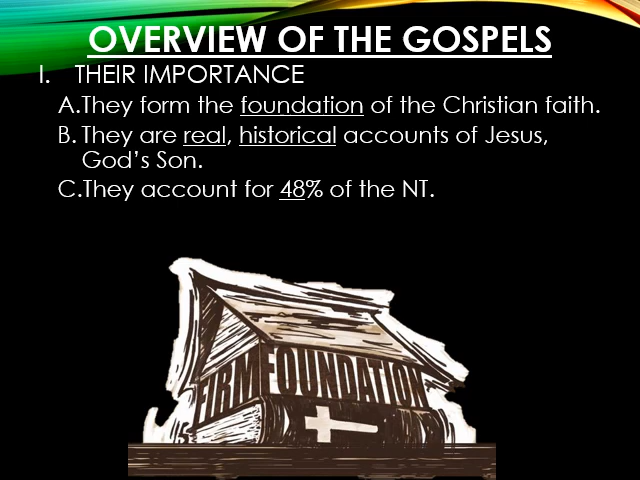 OVERVIEW OF THE GOSPELS
I. THEIR IMPORTANCE
A.They form the foundation of the Christian faith.
B. They are real, historical accounts of Jesus,
God's Son.
C.They account for 48% of the NT.
FIRM FOUNDATION